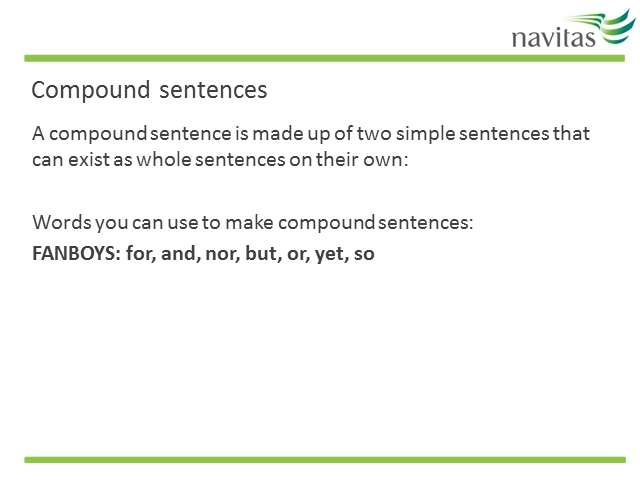 navitas
Compound sentences
A compound sentence is made up of two simple sentences that
can exist as whole sentences on their own:
Words you can use to make compound sentences:
FANBOYS: for, and, nor, but, or, yet, so